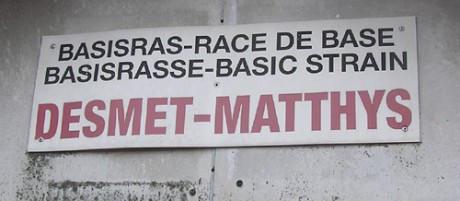 BASISRAS-RACE DE BASE
BASISRASSE-BASIC STRAIN
DESMET-MATTHYS